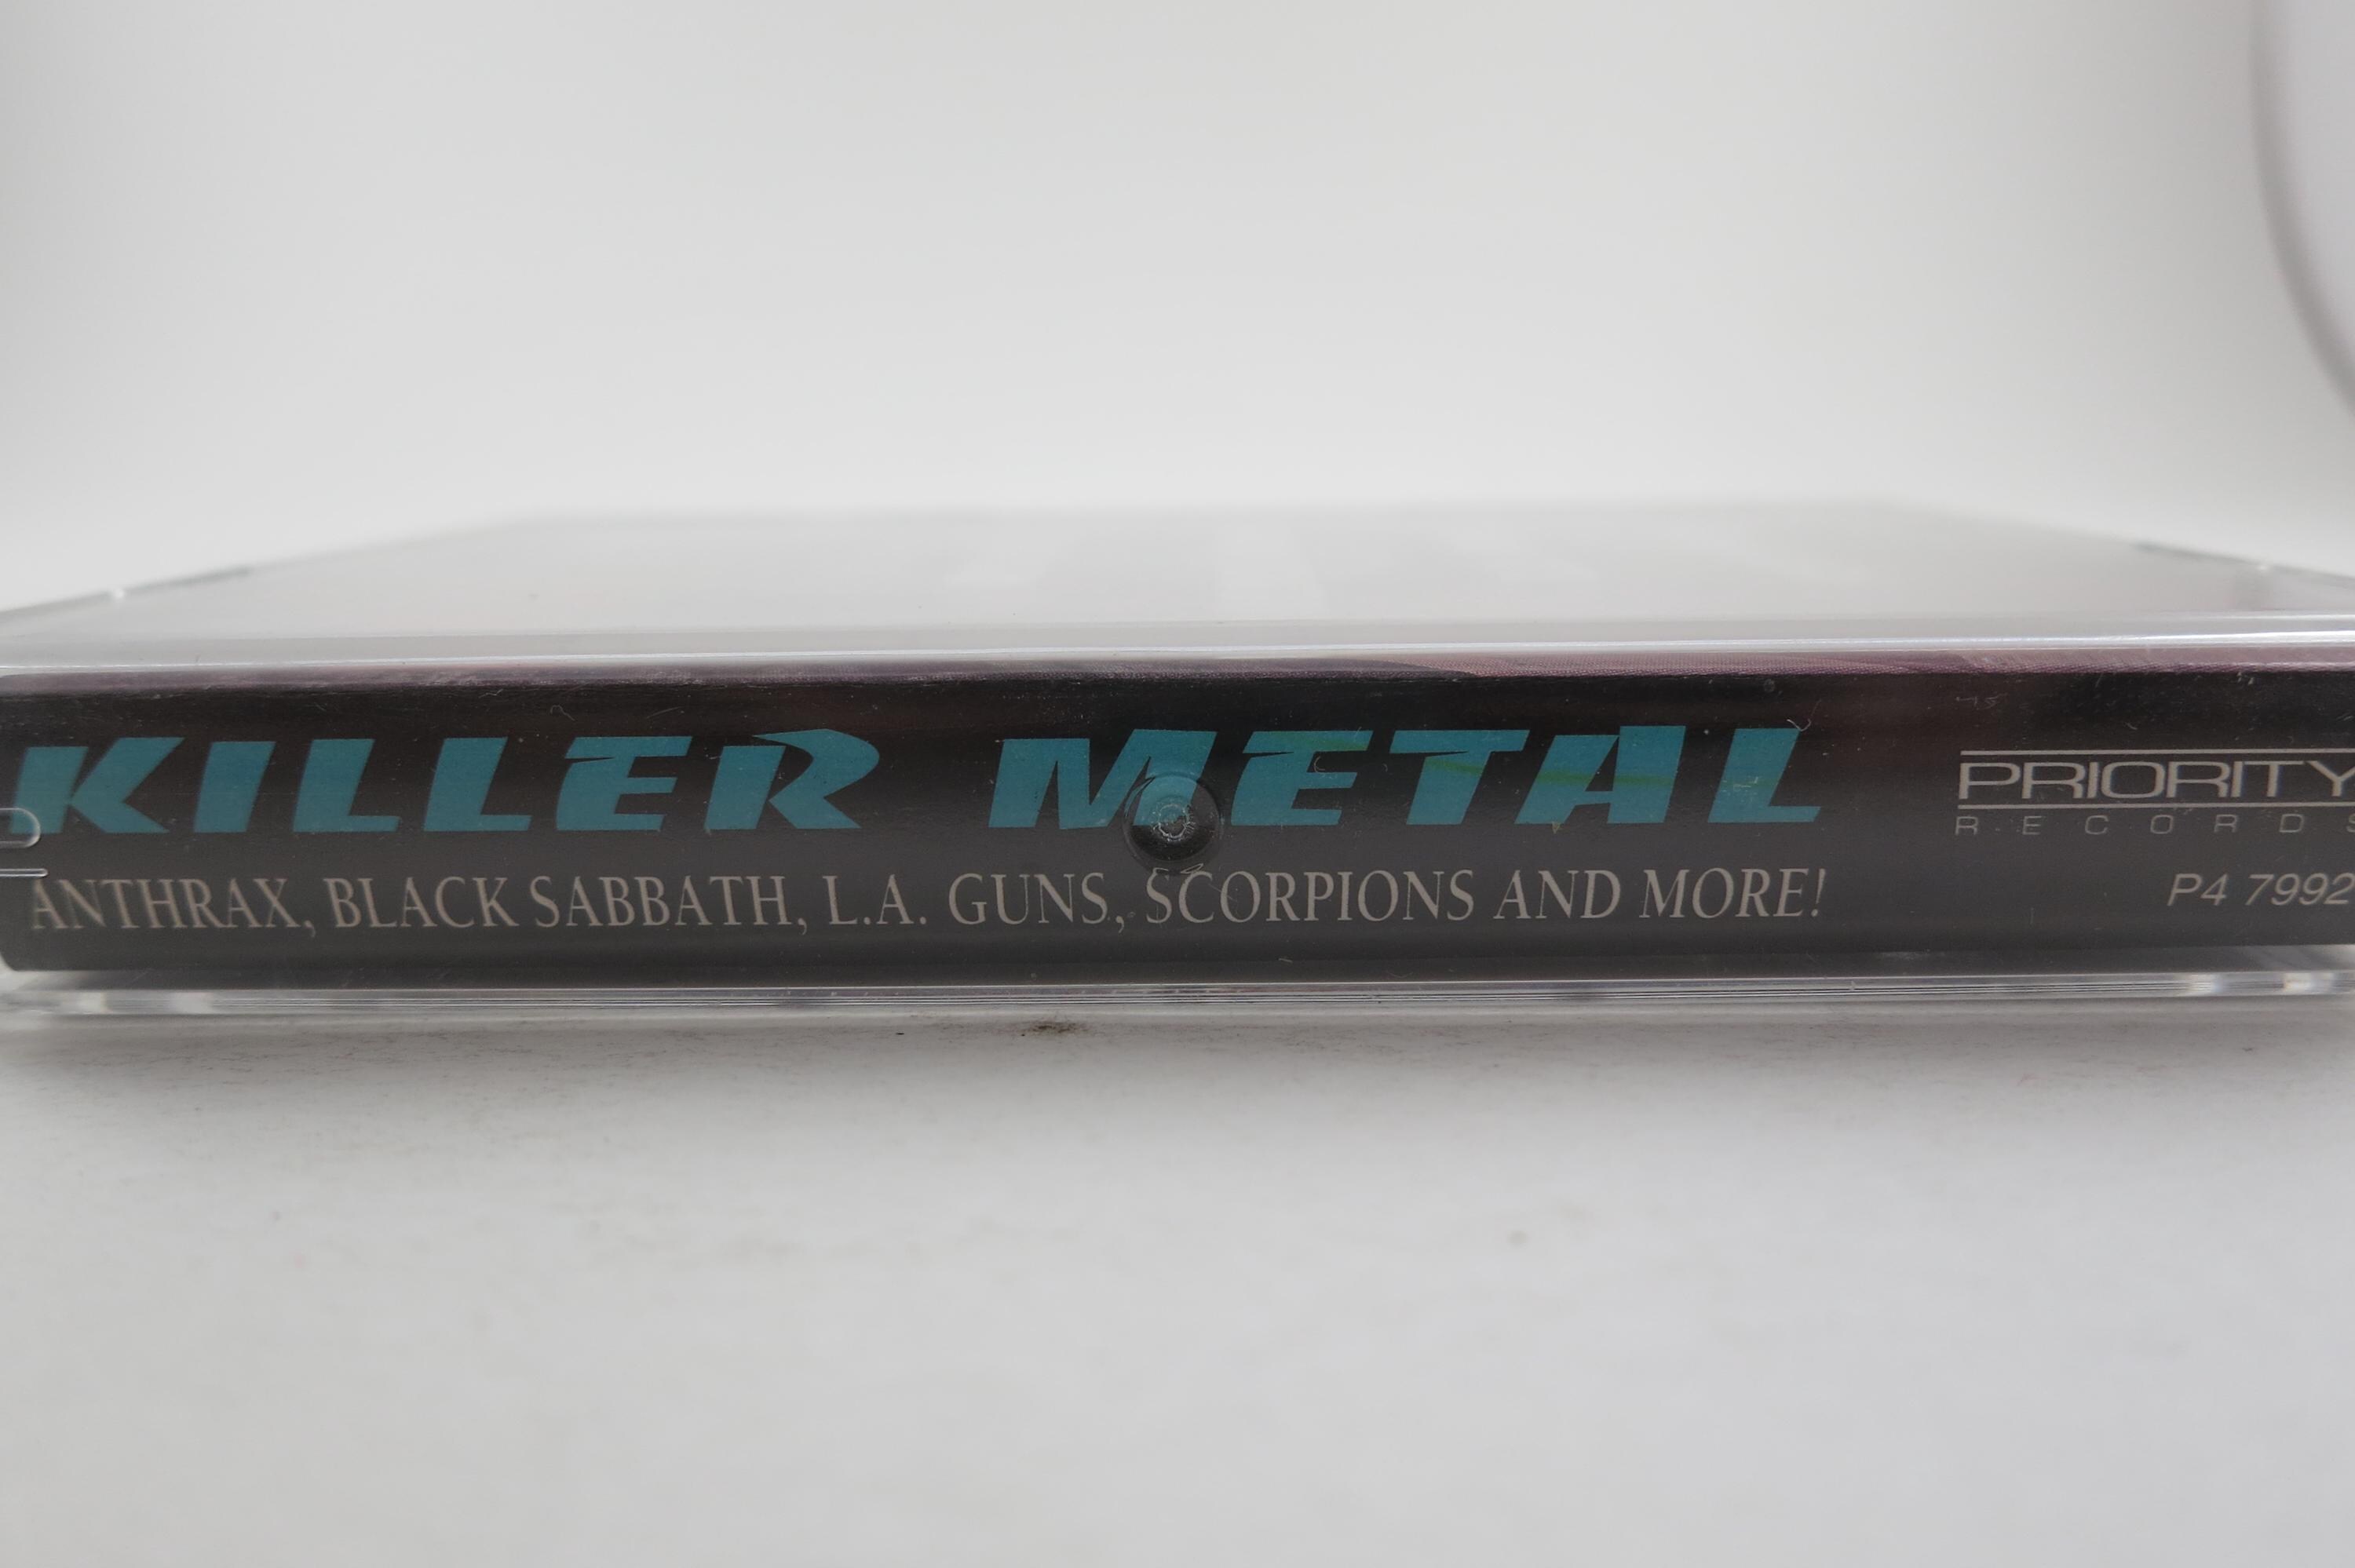 KILLER METAL
ANTHRAX, BLACK SABBATH, L.A. GUNS, SCORPIONS AND MORE!
PRIORITY
RECORDS
P4 7992